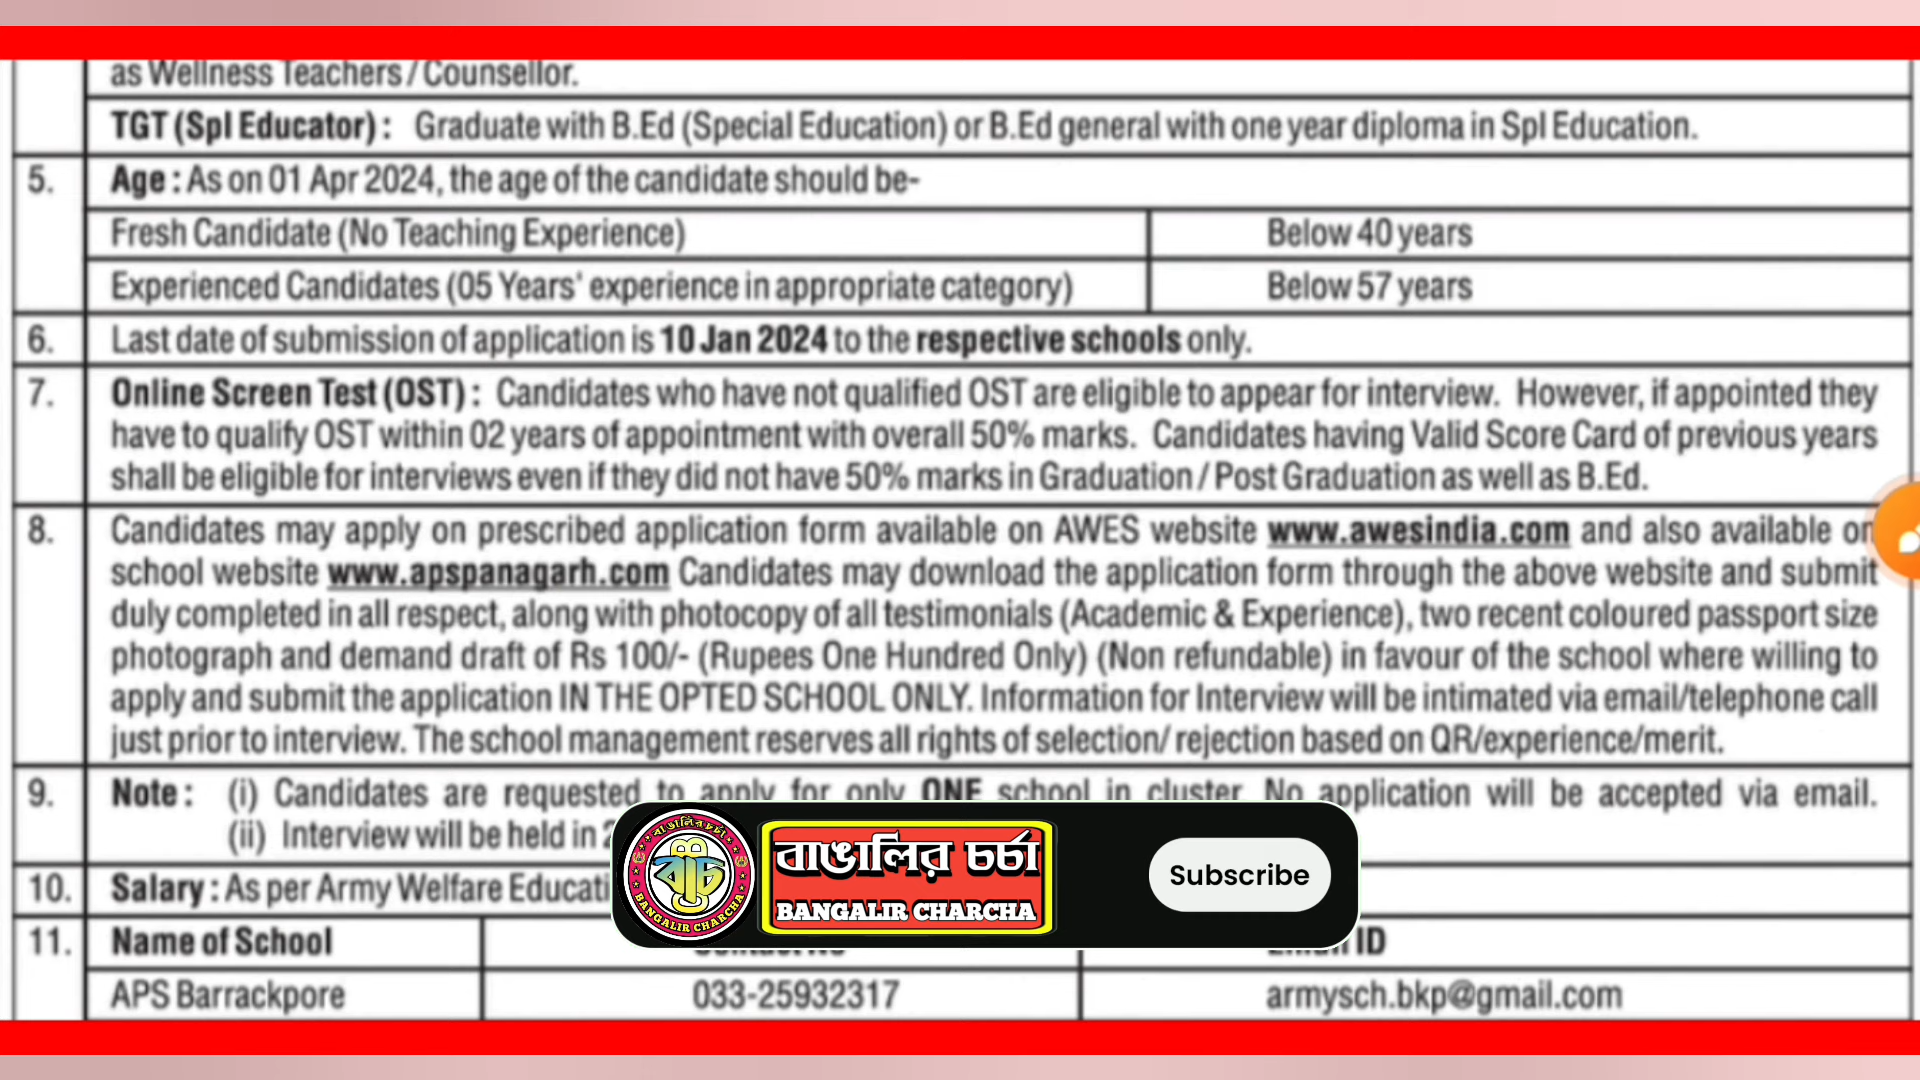 as Wellness Teachers / Counsellor.
TGT (Spl Educator) : Graduate with B.Ed (Special Education) or B.Ed general with one year diploma in Spl Education.
5. Age : As on 01 Apr 2024, the age of the candidate should be-
Fresh Candidate (No Teaching Experience) Below 40 years
Experienced Candidates (05 Years' experience in appropriate category) Below 57 years
6. Last date of submission of application is 10 Jan 2024 to the respective schools only.
7. Online Screen Test (OST) : Candidates who have not qualified OST are eligible to appear for interview. However, if appointed they
have to qualify OST within 02 years of appointment with overall 50% marks. Candidates having Valid Score Card of previous years
shall be eligible for interviews even if they did not have 50% marks in Graduation / Post Graduation as well as B.Ed.
8. Candidates may apply on prescribed application form available on AWES website www.awesindia.com and also available on
school website www.apspanagarh.com Candidates may download the application form through the above website and submit
duly completed in all respect, along with photocopy of all testimonials (Academic & Experience), two recent coloured passport size
photograph and demand draft of Rs 100/- (Rupees One Hundred Only) (Non refundable) in favour of the school where willing to
apply and submit the application IN THE OPTED SCHOOL ONLY. Information for Interview will be intimated via email/telephone call
just prior to interview. The school management reserves all rights of selection/ rejection based on QR/experience/merit.
9. Note : (i) Candidates are requested to apply for only ONE school in cluster. No application will be accepted via email.
(ii) Interview will be held in
10. Salary : As per Army Welfare
বাঙালির চর্চা
বাচ
BANGALIR CHARCHA
বাঙালির চর্চা
BANGALIR CHARCHA
Subscribe
11. Name of School ID
APS Barrackpore 033-25932317 armysch.bkp@gmail.com